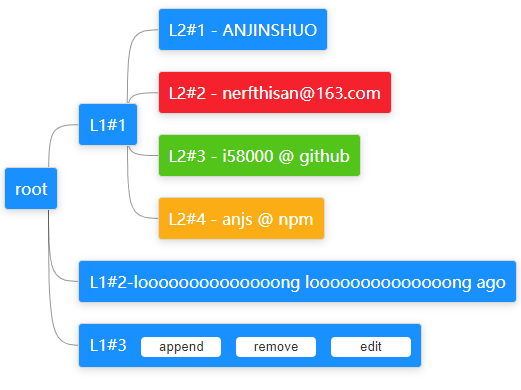 L2#1 - ANJINSHUO
L2#2 - nerfthisan@163.com
L1#1
L2#3 - i58000 @ github
root
L2#4 - anjs @ npm
L1#2-loooooooooooooong looooooooooooooong ago
L1#3 append remove edit